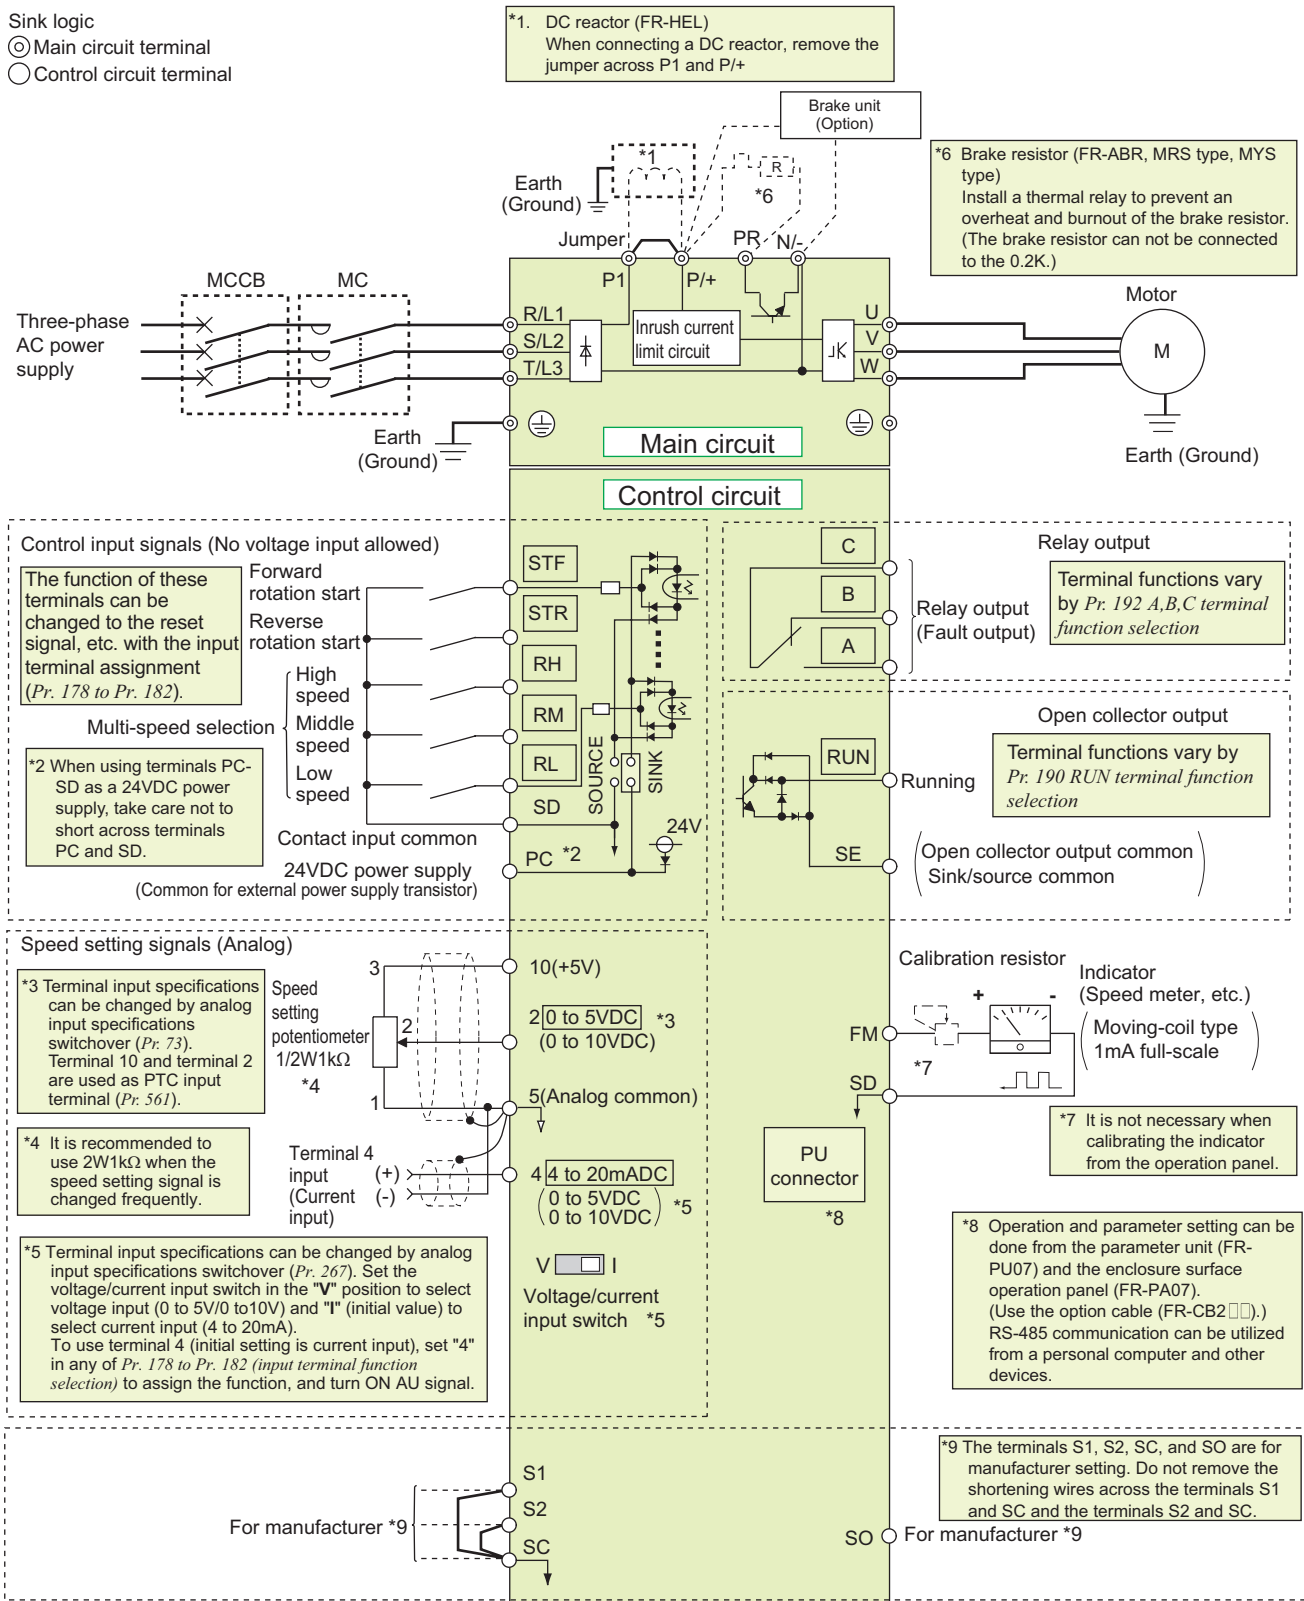 Sink logic
Main circuit terminal
Control circuit terminal
*1. DC reactor (FR-HEL)
When connecting a DC reactor, remove the
jumper across P1 and P/+
Brake unit
(Option)
*1
R
*6
Earth
(Ground)
Jumper
PR
N/-
P1
P/+
*6 Brake resistor (FR-ABR, MRS type, MYS
type)
Install a thermal relay to prevent an
overheat and burnout of the brake resistor.
(The brake resistor can not be connected
to the 0.2K.)
MCCB
MC
Three-phase
AC power
supply
R/L1
S/L2
T/L3
Inrush current
limit circuit
U
V
W
Motor
M
Earth
(Ground)
Earth (Ground)
Main circuit
Control circuit
Control input signals (No voltage input allowed)
The function of these
terminals can be
changed to the reset
signal, etc. with the input
terminal assignment
(Pr. 178 to Pr. 182).
Forward
rotation start
Reverse
rotation start
High
speed
Multi-speed selection
Middle
speed
Low
speed
*2 When using terminals PC-
SD as a 24VDC power
supply, take care not to
short across terminals
PC and SD.
Contact input common
24VDC power supply
(Common for external power supply transistor)
STF
STR
RH
RM
RL
SD
PC *2
SOURCE
SINK
24V
C
B
A
Relay output
Relay output
(Fault output)
Terminal functions vary
by Pr. 192 A,B,C terminal
function selection
Open collector output
RUN
Running
Terminal functions vary by
Pr. 190 RUN terminal function
selection
SE
Open collector output common
Sink/source common
Speed setting signals (Analog)
*3 Terminal input specifications
can be changed by analog
input specifications
switchover (Pr. 73).
Terminal 10 and terminal 2
are used as PTC input
terminal (Pr. 561).
Speed
setting
potentiometer
1/2W1kΩ
*4
3
2
1
10(+5V)
2 0 to 5VDC *3
(0 to 10VDC)
5(Analog common)
*4 It is recommended to
use 2W1kΩ when the
speed setting signal is
changed frequently.
Terminal 4
input
(Current
input)
(+)
(-)
4 4 to 20mADC
0 to 5VDC
0 to 10VDC
*5
V I
Voltage/current
input switch *5
*5 Terminal input specifications can be changed by analog
input specifications switchover (Pr. 267). Set the
voltage/current input switch in the "V" position to select
voltage input (0 to 5V/0 to10V) and "I" (initial value) to
select current input (4 to 20mA).
To use terminal 4 (initial setting is current input), set "4"
in any of Pr. 178 to Pr. 182 (input terminal function
selection) to assign the function, and turn ON AU signal.
Calibration resistor
Indicator
(Speed meter, etc.)
+ -
Moving-coil type
1mA full-scale
FM
*7
SD
*7 It is not necessary when
calibrating the indicator
from the operation panel.
PU
connector
*8
*8 Operation and parameter setting can be
done from the parameter unit (FR-
PU07) and the enclosure surface
operation panel (FR-PA07).
(Use the option cable (FR-CB2□□).)
RS-485 communication can be utilized
from a personal computer and other
devices.
S1
S2
SC
For manufacturer *9
*9 The terminals S1, S2, SC, and SO are for
manufacturer setting. Do not remove the
shortening wires across the terminals S1
and SC and the terminals S2 and SC.
SO
For manufacturer *9